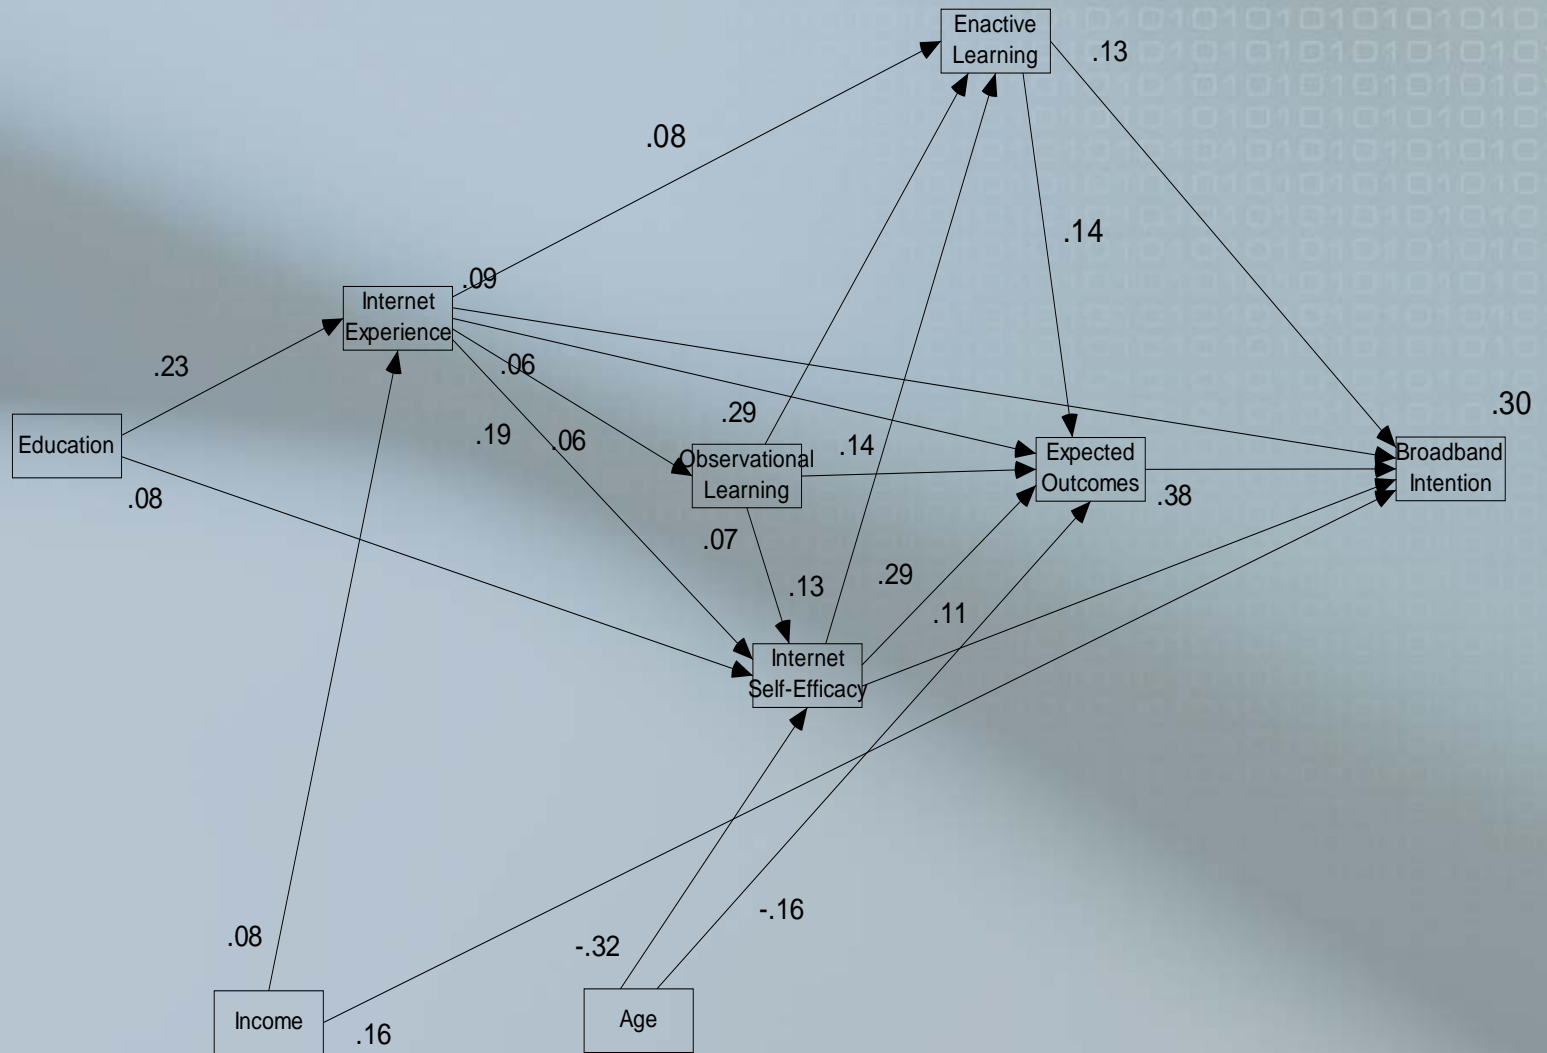 Enactive
Learning
.13
.08
.14
.09
Internet
Experience
.23
.06
.30
.29
Education
.19
.06
.14
Observational
Learning
Expected
Outcomes
Broadband
Intention
.08
.38
.07
.29
.13
.11
Internet
Self-Efficacy
-.16
.08
-.32
Income
Age
.16